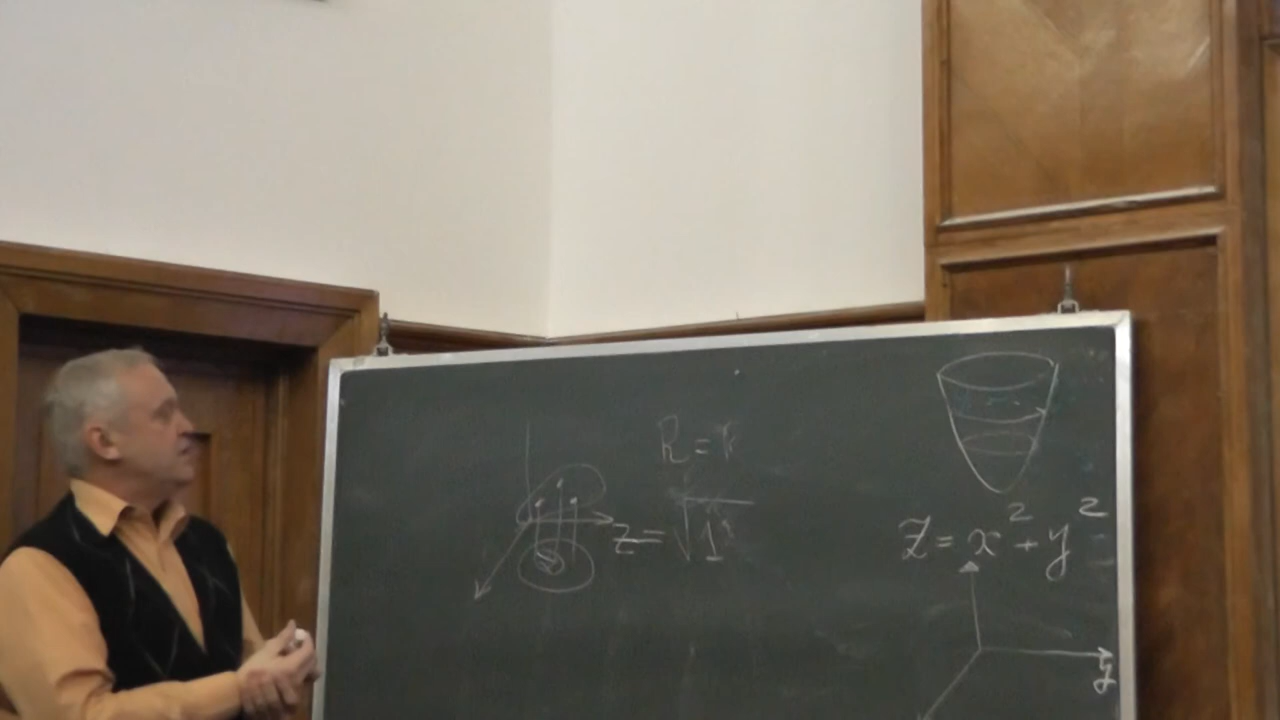 R =
z = √1
Z = x² + y²
y